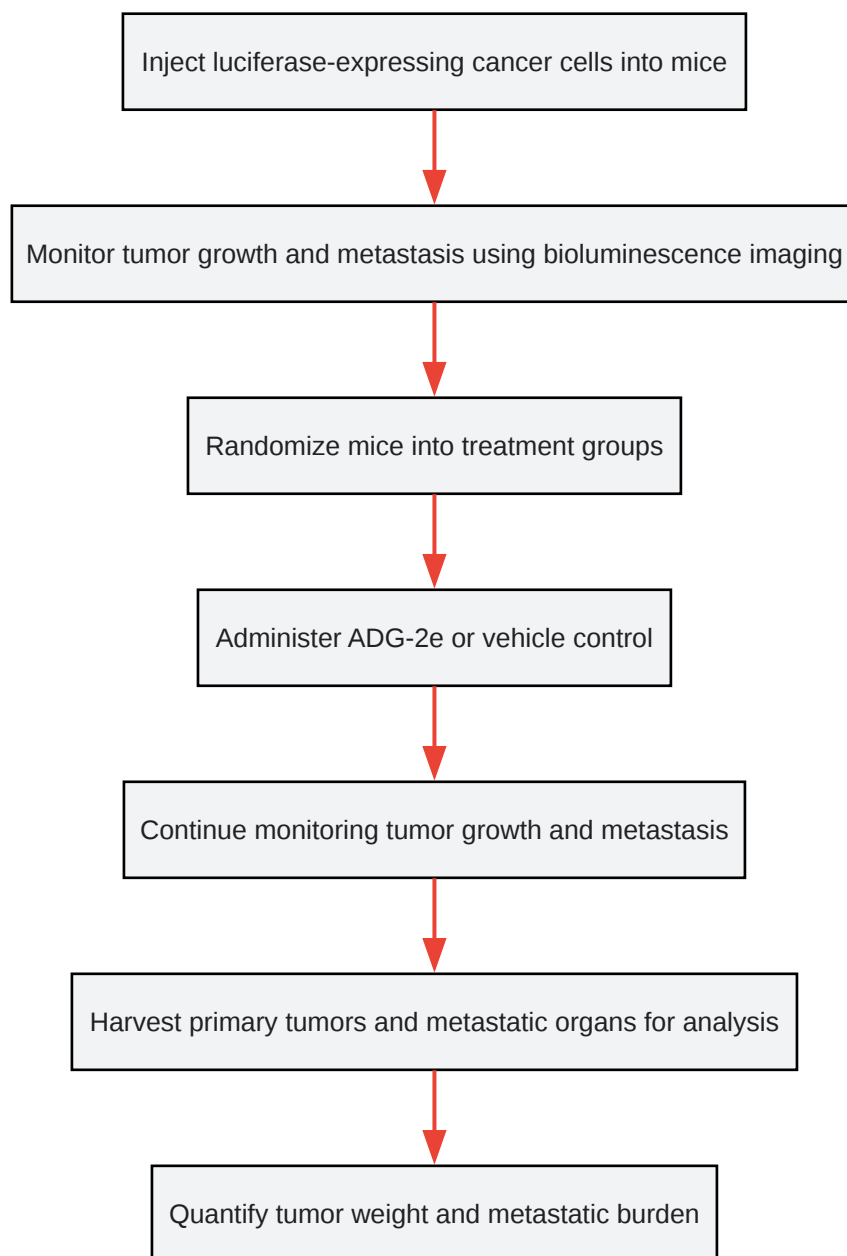 Inject luciferase-expressing cancer cells into mice
Monitor tumor growth and metastasis using bioluminescence imaging
Randomize mice into treatment groups
Administer ADG-2e or vehicle control
Continue monitoring tumor growth and metastasis
Harvest primary tumors and metastatic organs for analysis
Quantify tumor weight and metastatic burden